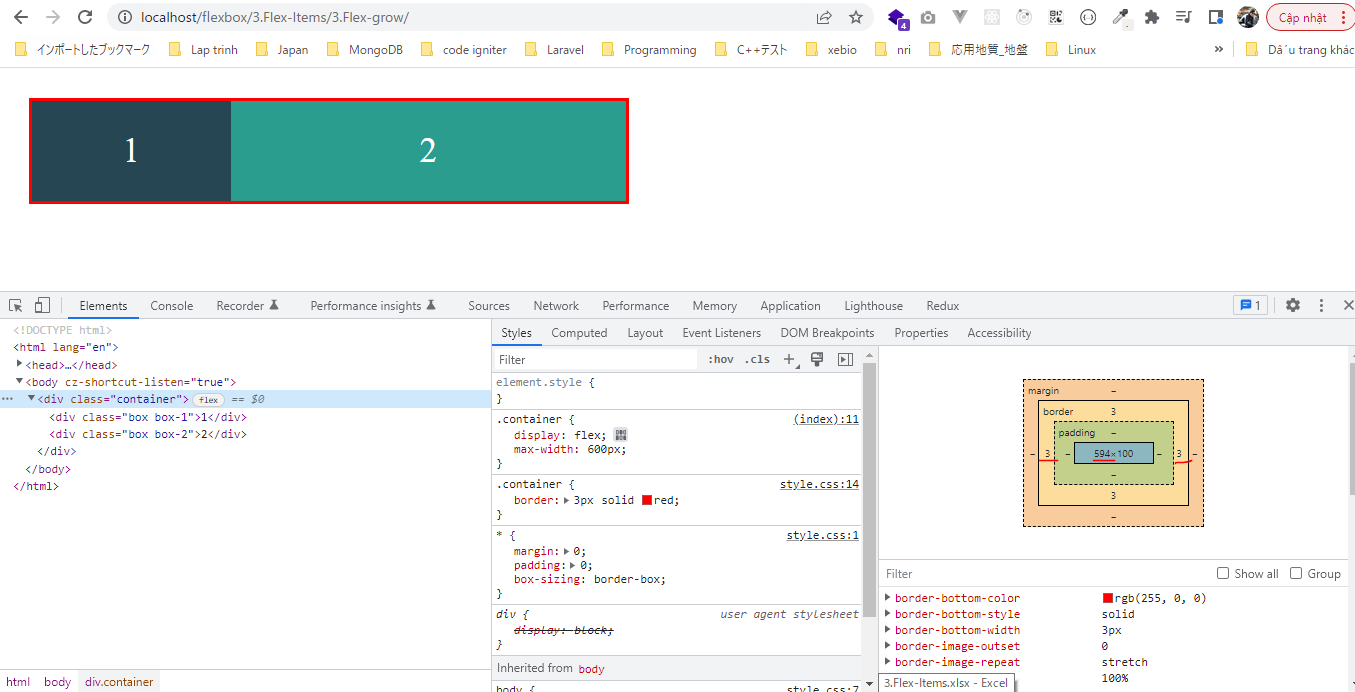 localhost/flexbox/3.Flex-Items/3.Flex-grow/
4
Cập nhật
インポートしたブックマーク Lap trinh Japan MongoDB code igniter Laravel Programming C++テスト xebio nri 応用地質_地盤 Linux » Dấu trang khác
1 2
Elements Console Recorder Performance insights Sources Network Performance Memory Application Lighthouse Redux 1
<!DOCTYPE html>
<html lang="en">
<head>…</head>
<body cz-shortcut-listen="true">
<div class="container"> flex == $0
<div class="box box-1">1</div>
<div class="box box-2">2</div>
</div>
</body>
</html>
html body div.container
Styles Computed Layout Event Listeners DOM Breakpoints Properties Accessibility
Filter :hov .cls +
element.style {
}
.container { (index):11
display: flex;
max-width: 600px;
}
.container { style.css:14
border: 3px solid red;
}
* { style.css:1
margin: 0;
padding: 0;
box-sizing: border-box;
}
div { user agent stylesheet
display: block;
}
Inherited from body
body { style.css:7
margin –
border 3
padding –
– 3 – 594×100 – 3 –
–
3
–
Filter Show all Group
border-bottom-color rgb(255, 0, 0)
border-bottom-style solid
border-bottom-width 3px
border-image-outset 0
border-image-repeat stretch
100%
3.Flex-Items.xlsx - Excel